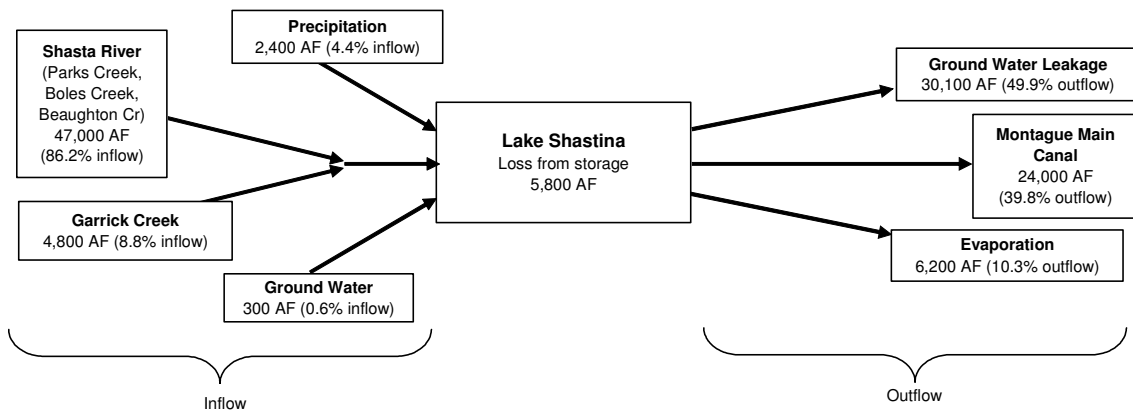 Shasta River
(Parks Creek,
Boles Creek,
Beaughton Cr)
47,000 AF
(86.2% inflow)
Precipitation
2,400 AF (4.4% inflow)
Garrick Creek
4,800 AF (8.8% inflow)
Ground Water
300 AF (0.6% inflow)
Lake Shastina
Loss from storage
5,800 AF
Ground Water Leakage
30,100 AF (49.9% outflow)
Montague Main
Canal
24,000 AF
(39.8% outflow)
Evaporation
6,200 AF (10.3% outflow)
Inflow
Outflow